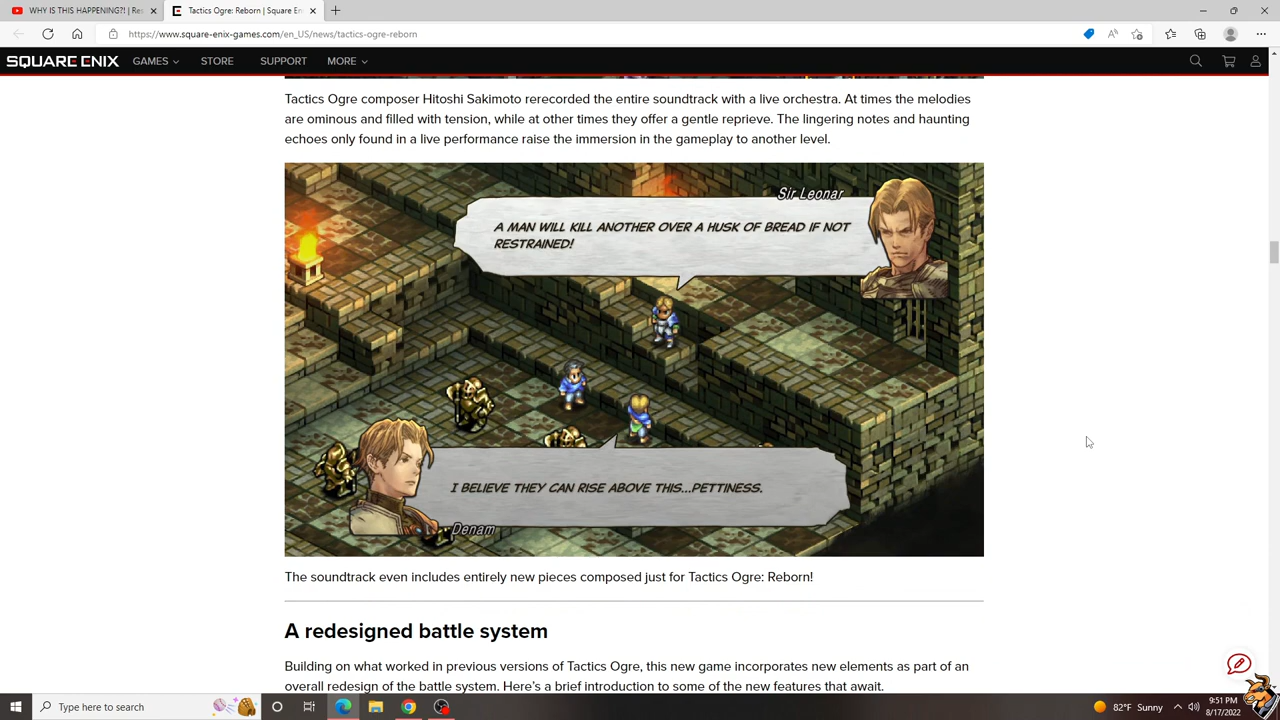 WHY IS THIS HAPPENING?! | Re
Tactics Ogre: Reborn | Square En
https://www.square-enix-games.com/en_US/news/tactics-ogre-reborn
SQUARE ENIX
GAMES
STORE
SUPPORT
MORE
Tactics Ogre composer Hitoshi Sakimoto rerecorded the entire soundtrack with a live orchestra. At times the melodies
are ominous and filled with tension, while at other times they offer a gentle reprieve. The lingering notes and haunting
echoes only found in a live performance raise the immersion in the gameplay to another level.
Sir Leonar
A MAN WILL KILL ANOTHER OVER A HUSK OF BREAD IF NOT
RESTRAINED!
I BELIEVE THEY CAN RISE ABOVE THIS...PETTINESS.
Denam
The soundtrack even includes entirely new pieces composed just for Tactics Ogre: Reborn!
A redesigned battle system
Building on what worked in previous versions of Tactics Ogre, this new game incorporates new elements as part of an
overall redesign of the battle system. Here's a brief introduction to some of the new features that await.
Type here to search
82°F Sunny
9:51 PM
8/17/2022